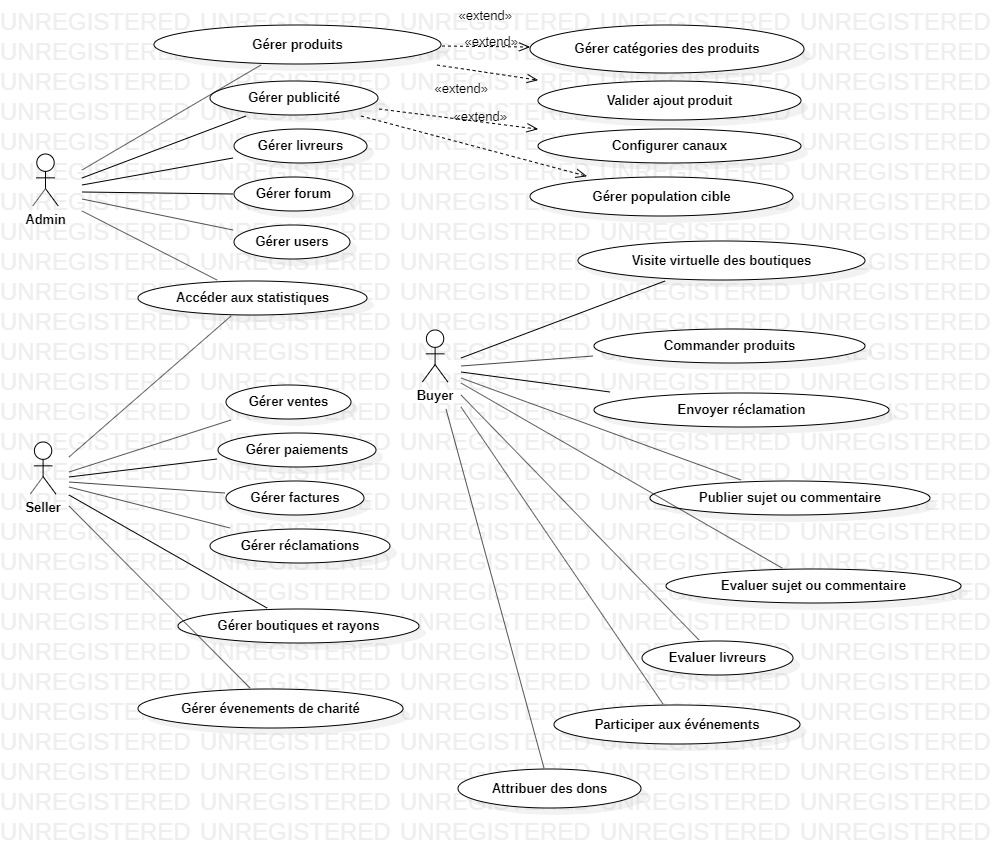 «extend»
Gérer produits
«extend»
Gérer catégories des produits
«extend»
Gérer publicité
Valider ajout produit
«extend»
Gérer livreurs
Configurer canaux
Gérer forum
Gérer population cible
Admin
Gérer users
Visite virtuelle des boutiques
Accéder aux statistiques
Commander produits
Buyer
Gérer ventes
Envoyer réclamation
Gérer paiements
Gérer factures
Publier sujet ou commentaire
Seller
Gérer réclamations
Evaluer sujet ou commentaire
Gérer boutiques et rayons
Evaluer livreurs
Gérer évenements de charité
Participer aux événements
Attribuer des dons
UNREGISTERED UNREGISTERED UNREGISTERED UNREGISTERED UNREGISTERED